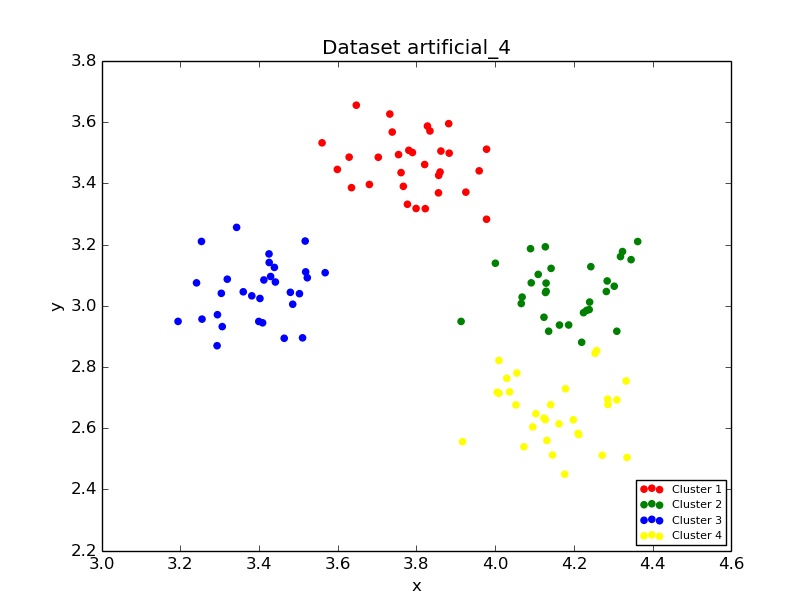 Dataset artificial_4
3.8
3.6
3.4
3.2
3.0
2.8
2.6
2.4
2.2
y
3.0 3.2 3.4 3.6 3.8 4.0 4.2 4.4 4.6
x
Cluster 1
Cluster 2
Cluster 3
Cluster 4